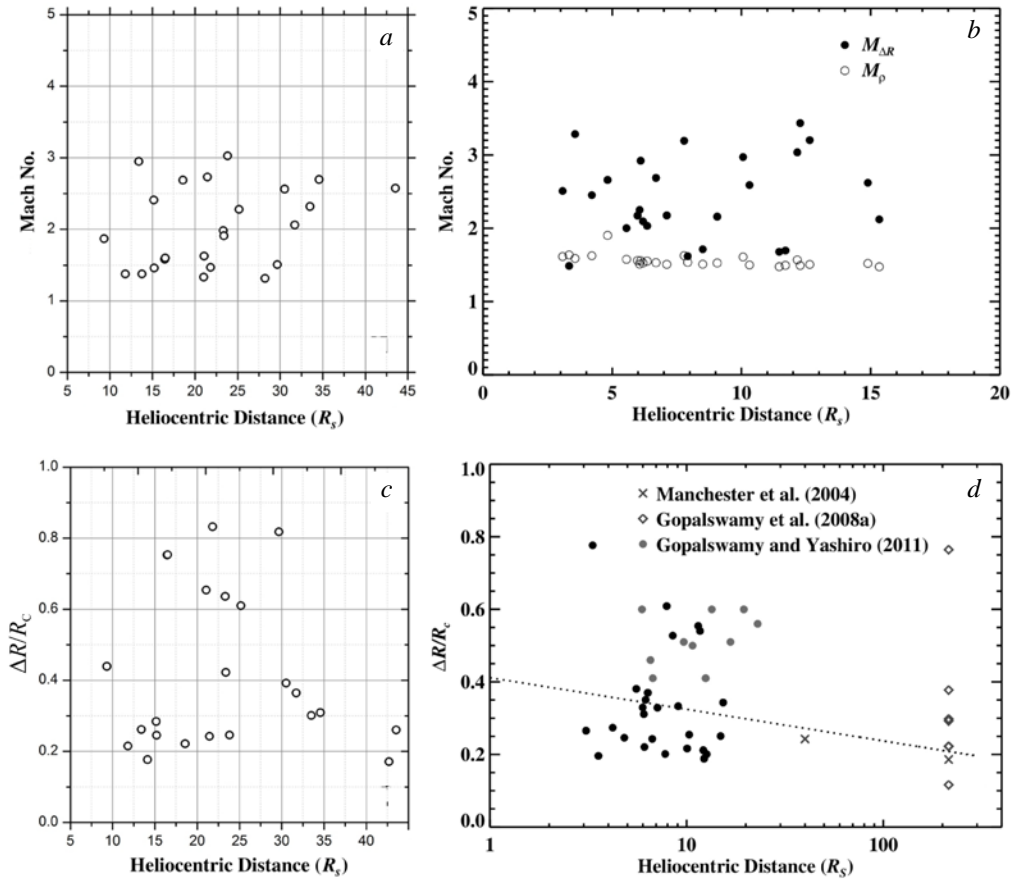 a
Mach No.
5
4
3
2
1
0
5 10 15 20 25 30 35 40 45
Heliocentric Distance (Rs)
b
M∆R
Mρ
Mach No.
5
4
3
2
1
0
0 5 10 15 20
Heliocentric Distance (Rs)
c
∆R/RC
1.0
0.8
0.6
0.4
0.2
0.0
5 10 15 20 25 30 35 40
Heliocentric Distance (Rs)
d
Manchester et al. (2004)
Gopalswamy et al. (2008a)
Gopalswamy and Yashiro (2011)
∆R/Rc
1.0
0.8
0.6
0.4
0.2
0.0
1 10 100
Heliocentric Distance (RS)